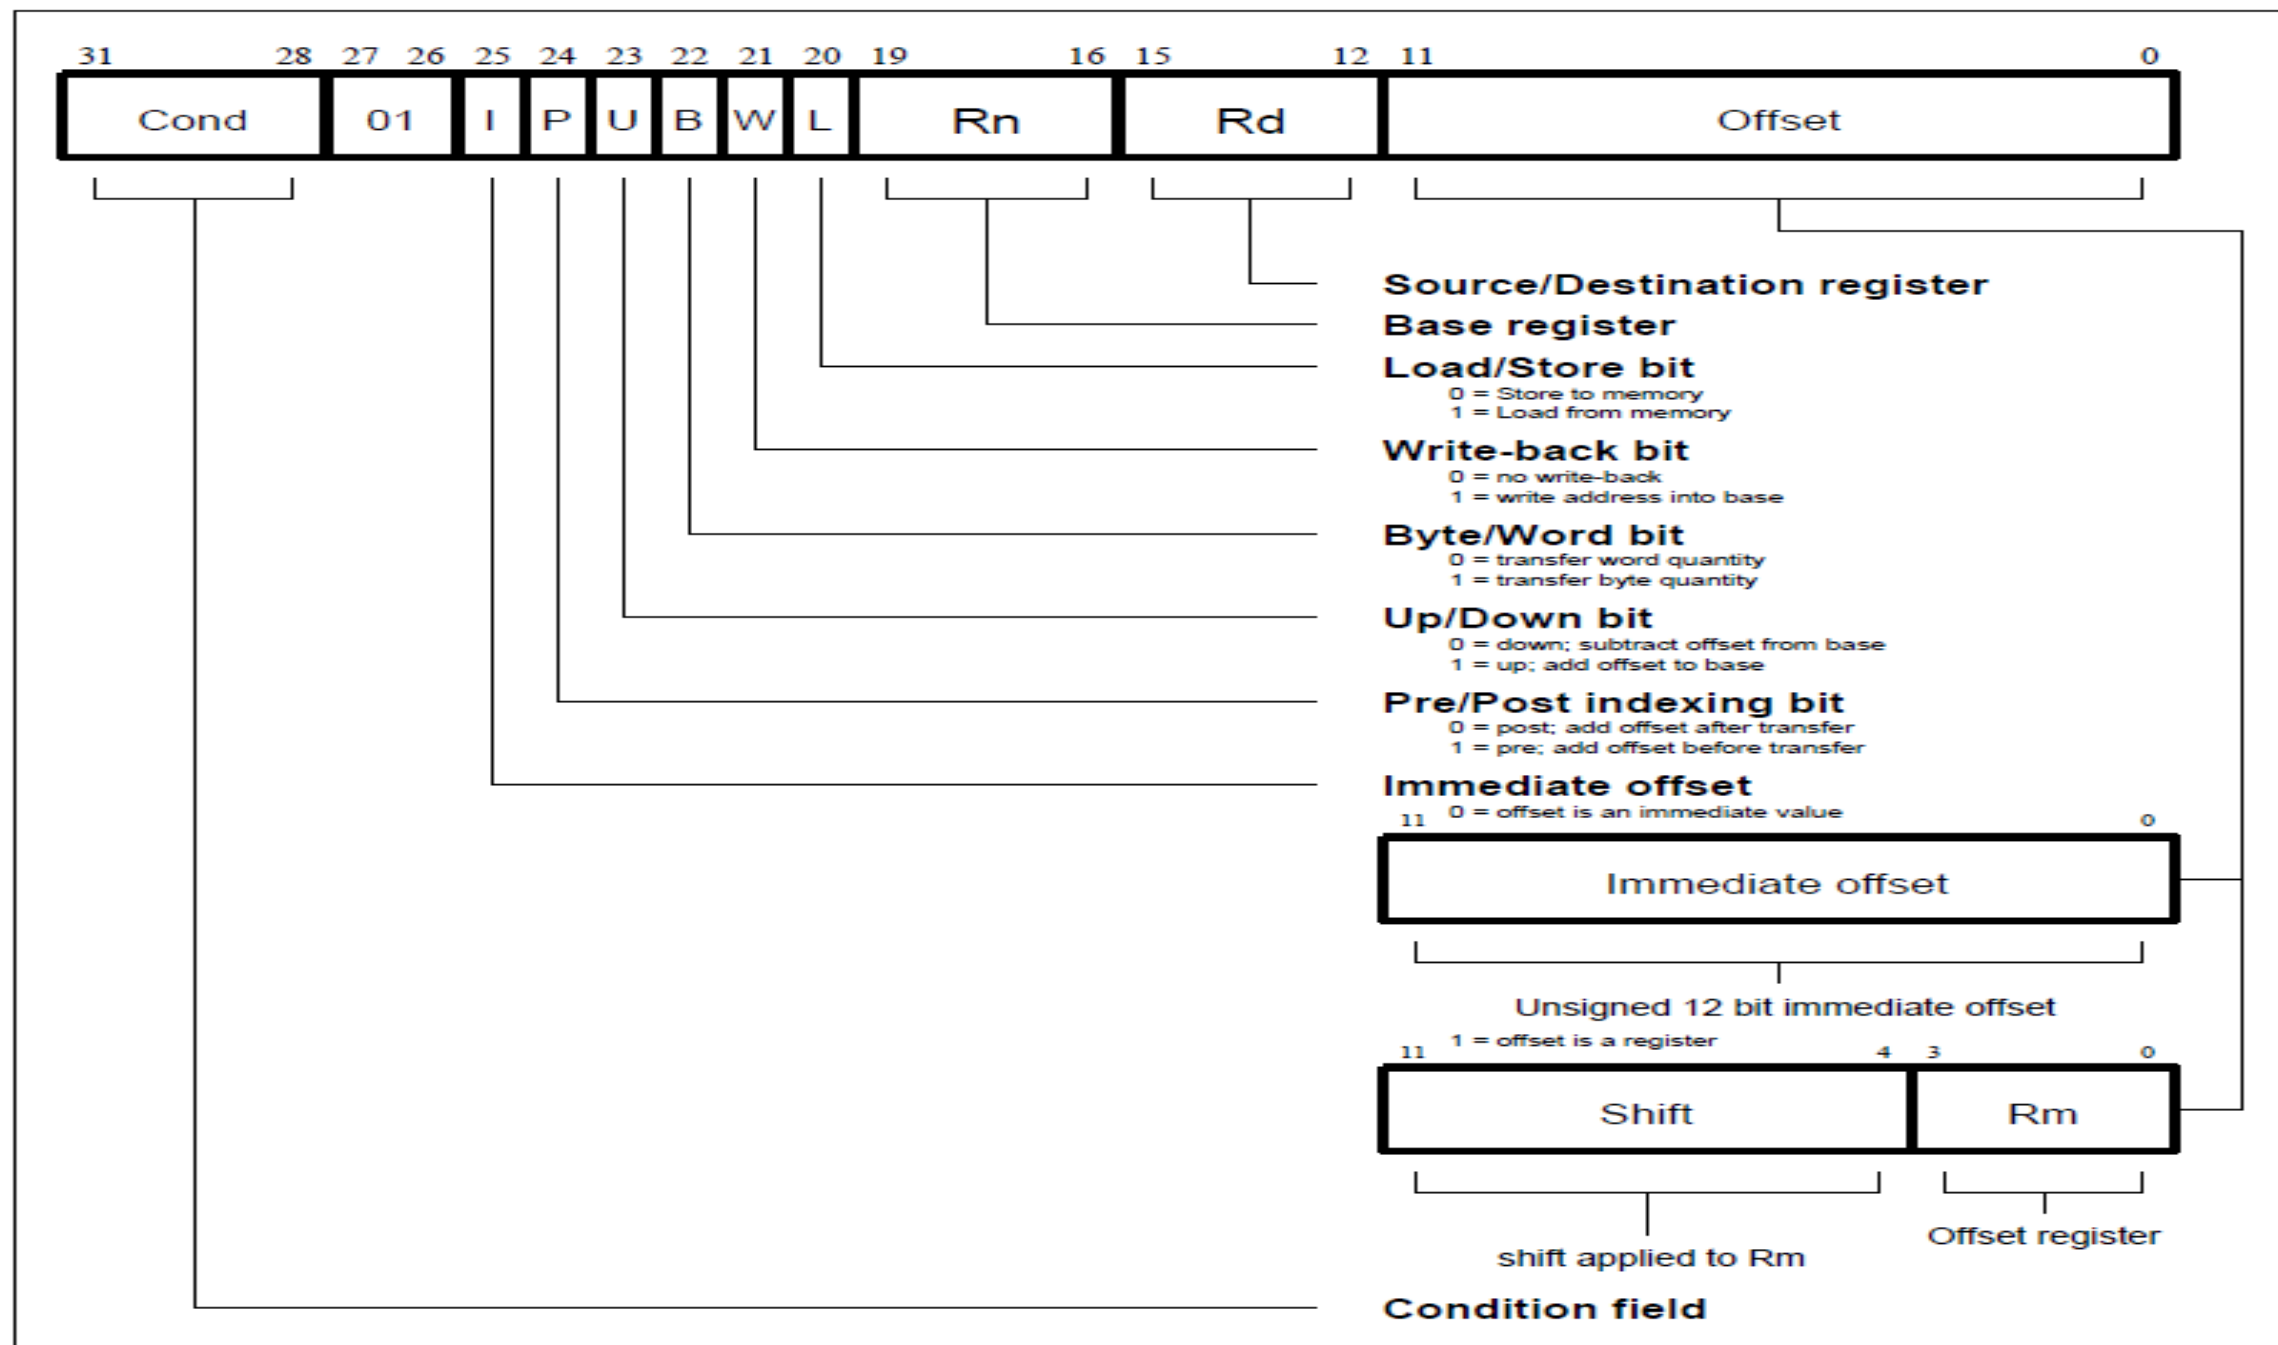 31 28 27 26 25 24 23 22 21 20 19 16 15 12 11 0
Cond 01 I P U B W L Rn Rd Offset
Source/Destination register
Base register
Load/Store bit
0 = Store to memory
1 = Load from memory
Write-back bit
0 = no write-back
1 = write address into base
Byte/Word bit
0 = transfer word quantity
1 = transfer byte quantity
Up/Down bit
0 = down; subtract offset from base
1 = up; add offset to base
Pre/Post indexing bit
0 = post; add offset after transfer
1 = pre; add offset before transfer
Immediate offset
0 = offset is an immediate value
11 0
Immediate offset
Unsigned 12 bit immediate offset
1 = offset is a register
11 4 3 0
Shift Rm
Offset register
shift applied to Rm
Condition field